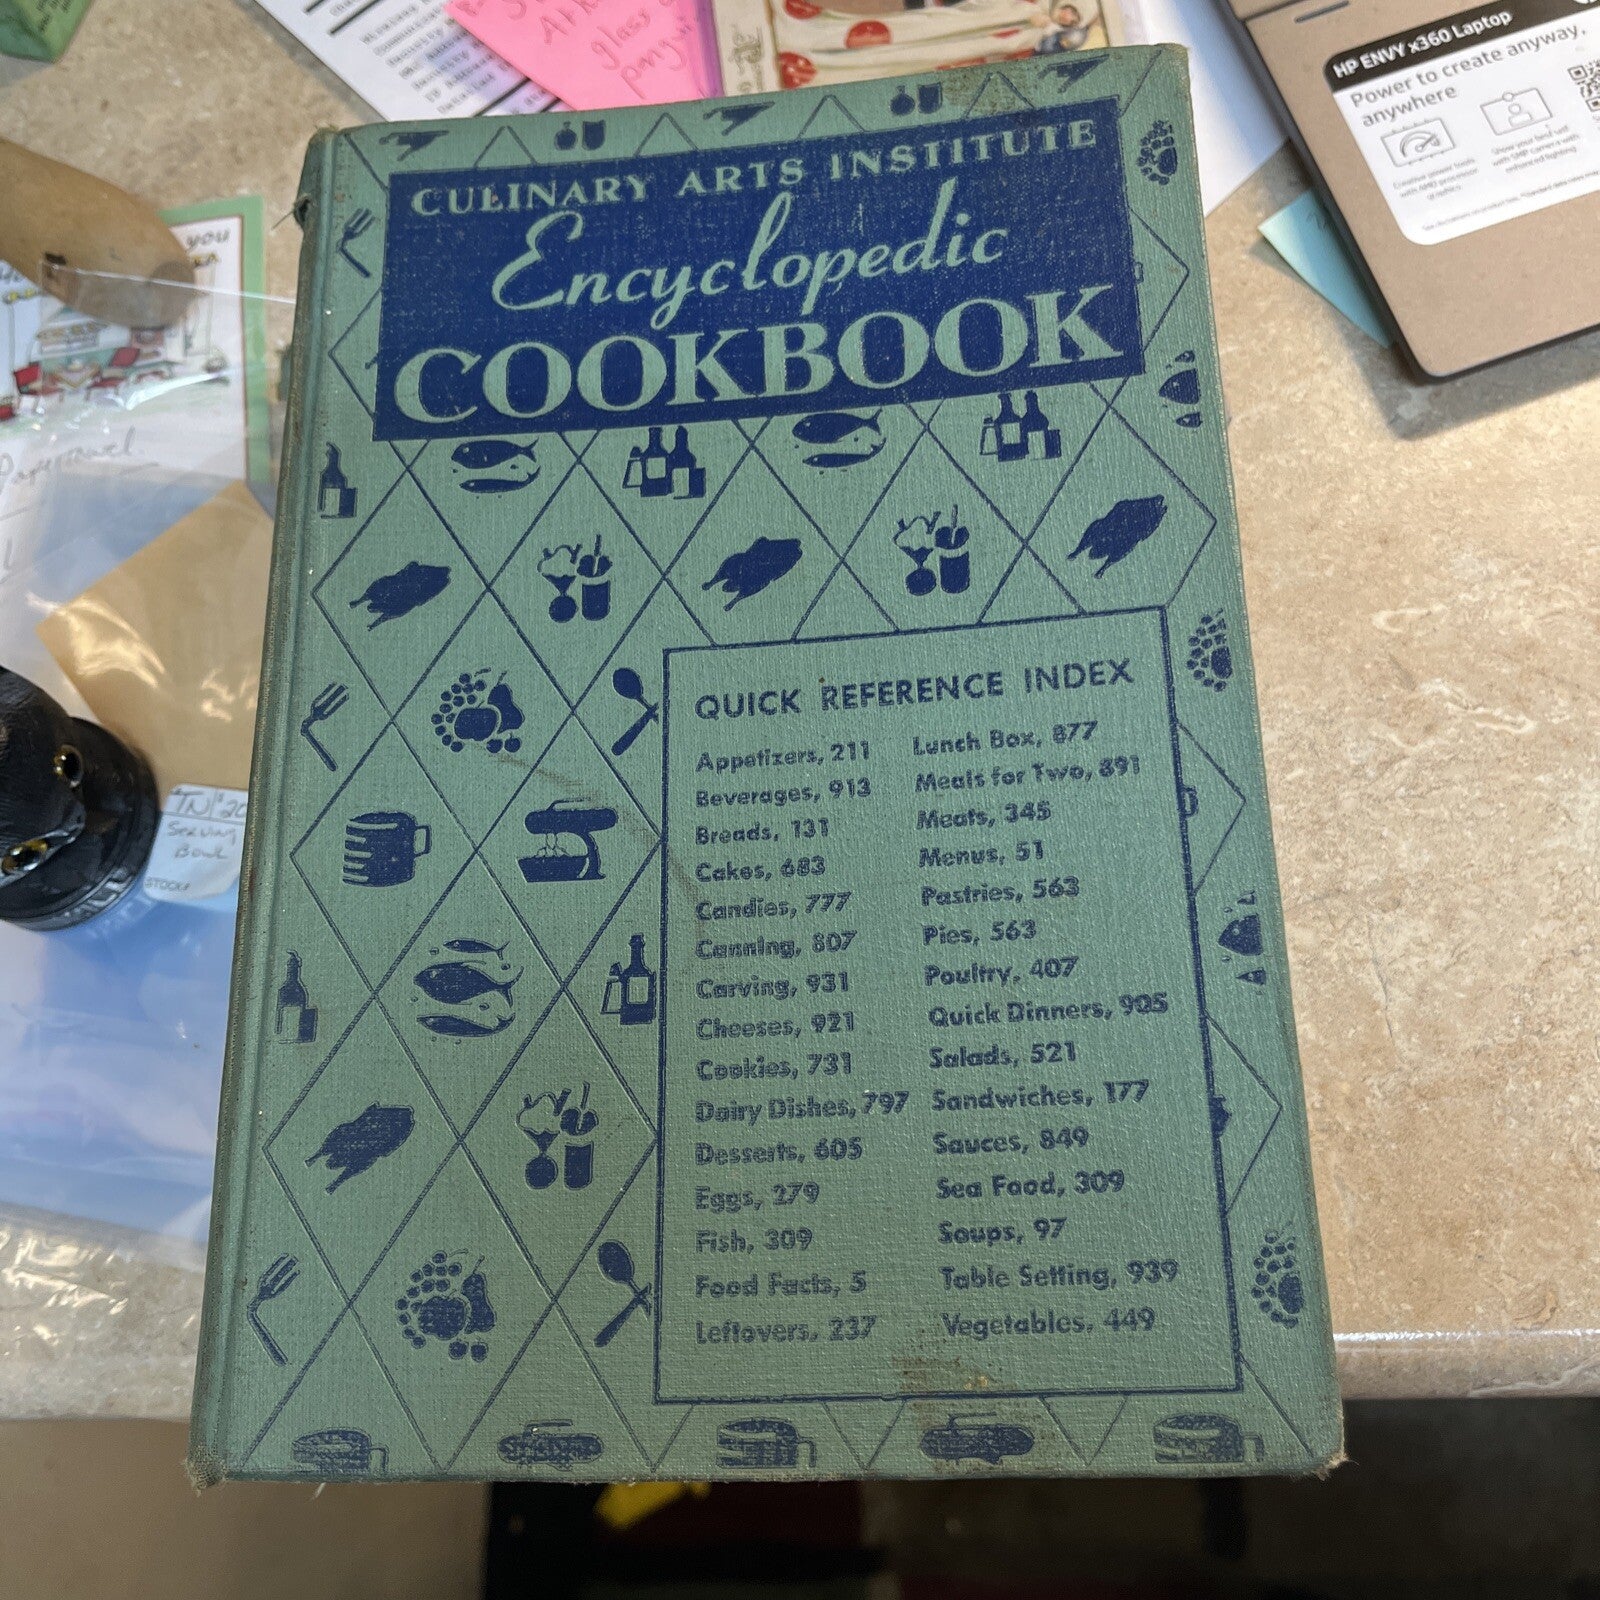 CULINARY ARTS INSTITUTE
Encyclopedic
COOKBOOK
QUICK REFERENCE INDEX
Appetizers, 211
Beverages, 913
Breads, 131
Cakes, 683
Candies, 777
Canning, 807
Carving, 931
Cheeses, 921
Cookies, 731
Dairy Dishes, 797
Desserts, 605
Eggs, 279
Fish, 309
Food Facts, 5
Leftovers, 237
Lunch Box, 877
Meals for Two, 891
Meats, 345
Menus, 51
Pastries, 563
Pies, 563
Poultry, 407
Quick Dinners, 905
Salads, 521
Sandwiches, 177
Sauces, 849
Sea Food, 309
Soups, 97
Table Setting, 939
Vegetables, 449
HP ENVY x360 Laptop
Power to create anyway,
anywhere
glass
you
Serving
Bowl